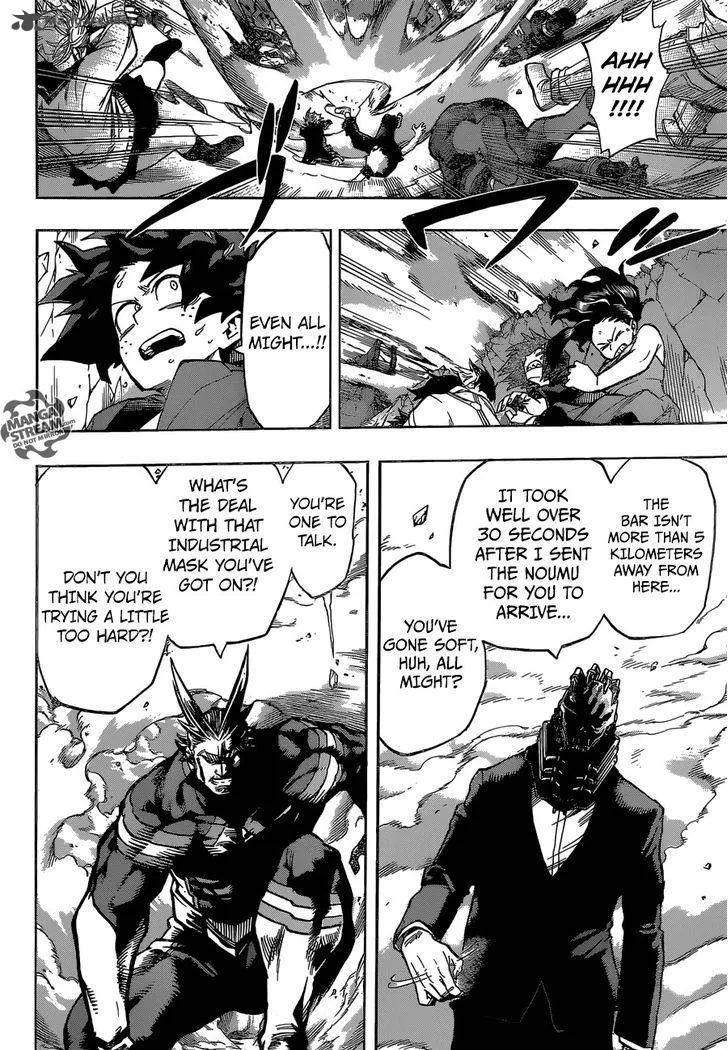 AHH
HHH
!!!!
EVEN ALL
MIGHT...!!
THE
BAR ISN'T
MORE THAN 5
KILOMETERS
AWAY FROM
HERE...
IT TOOK
WELL OVER
30 SECONDS
AFTER I SENT
THE NOUMU
FOR YOU TO
ARRIVE...
YOU'VE
GONE SOFT,
HUH, ALL
MIGHT?
YOU'RE
ONE TO
TALK.
WHAT'S
THE DEAL
WITH THAT
INDUSTRIAL
MASK YOU'VE
GOT ON?!
DON'T YOU
THINK YOU'RE
TRYING A LITTLE
TOO HARD?!
MANGA
STREAM